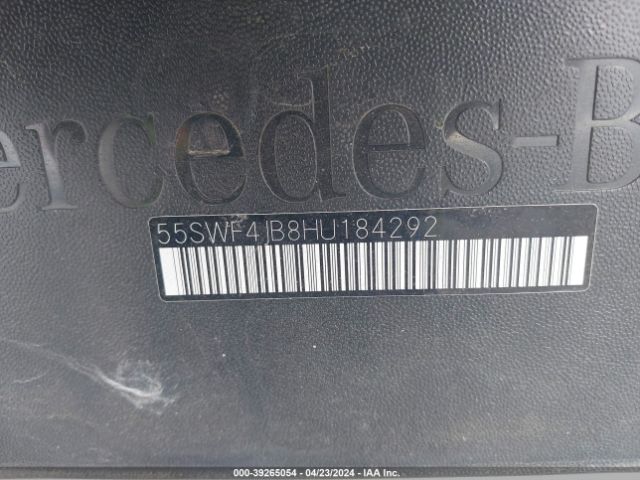 ercedes-B
55SWF4JB8HU184292
000-39265054 - 04/23/2024 - IAA Inc.